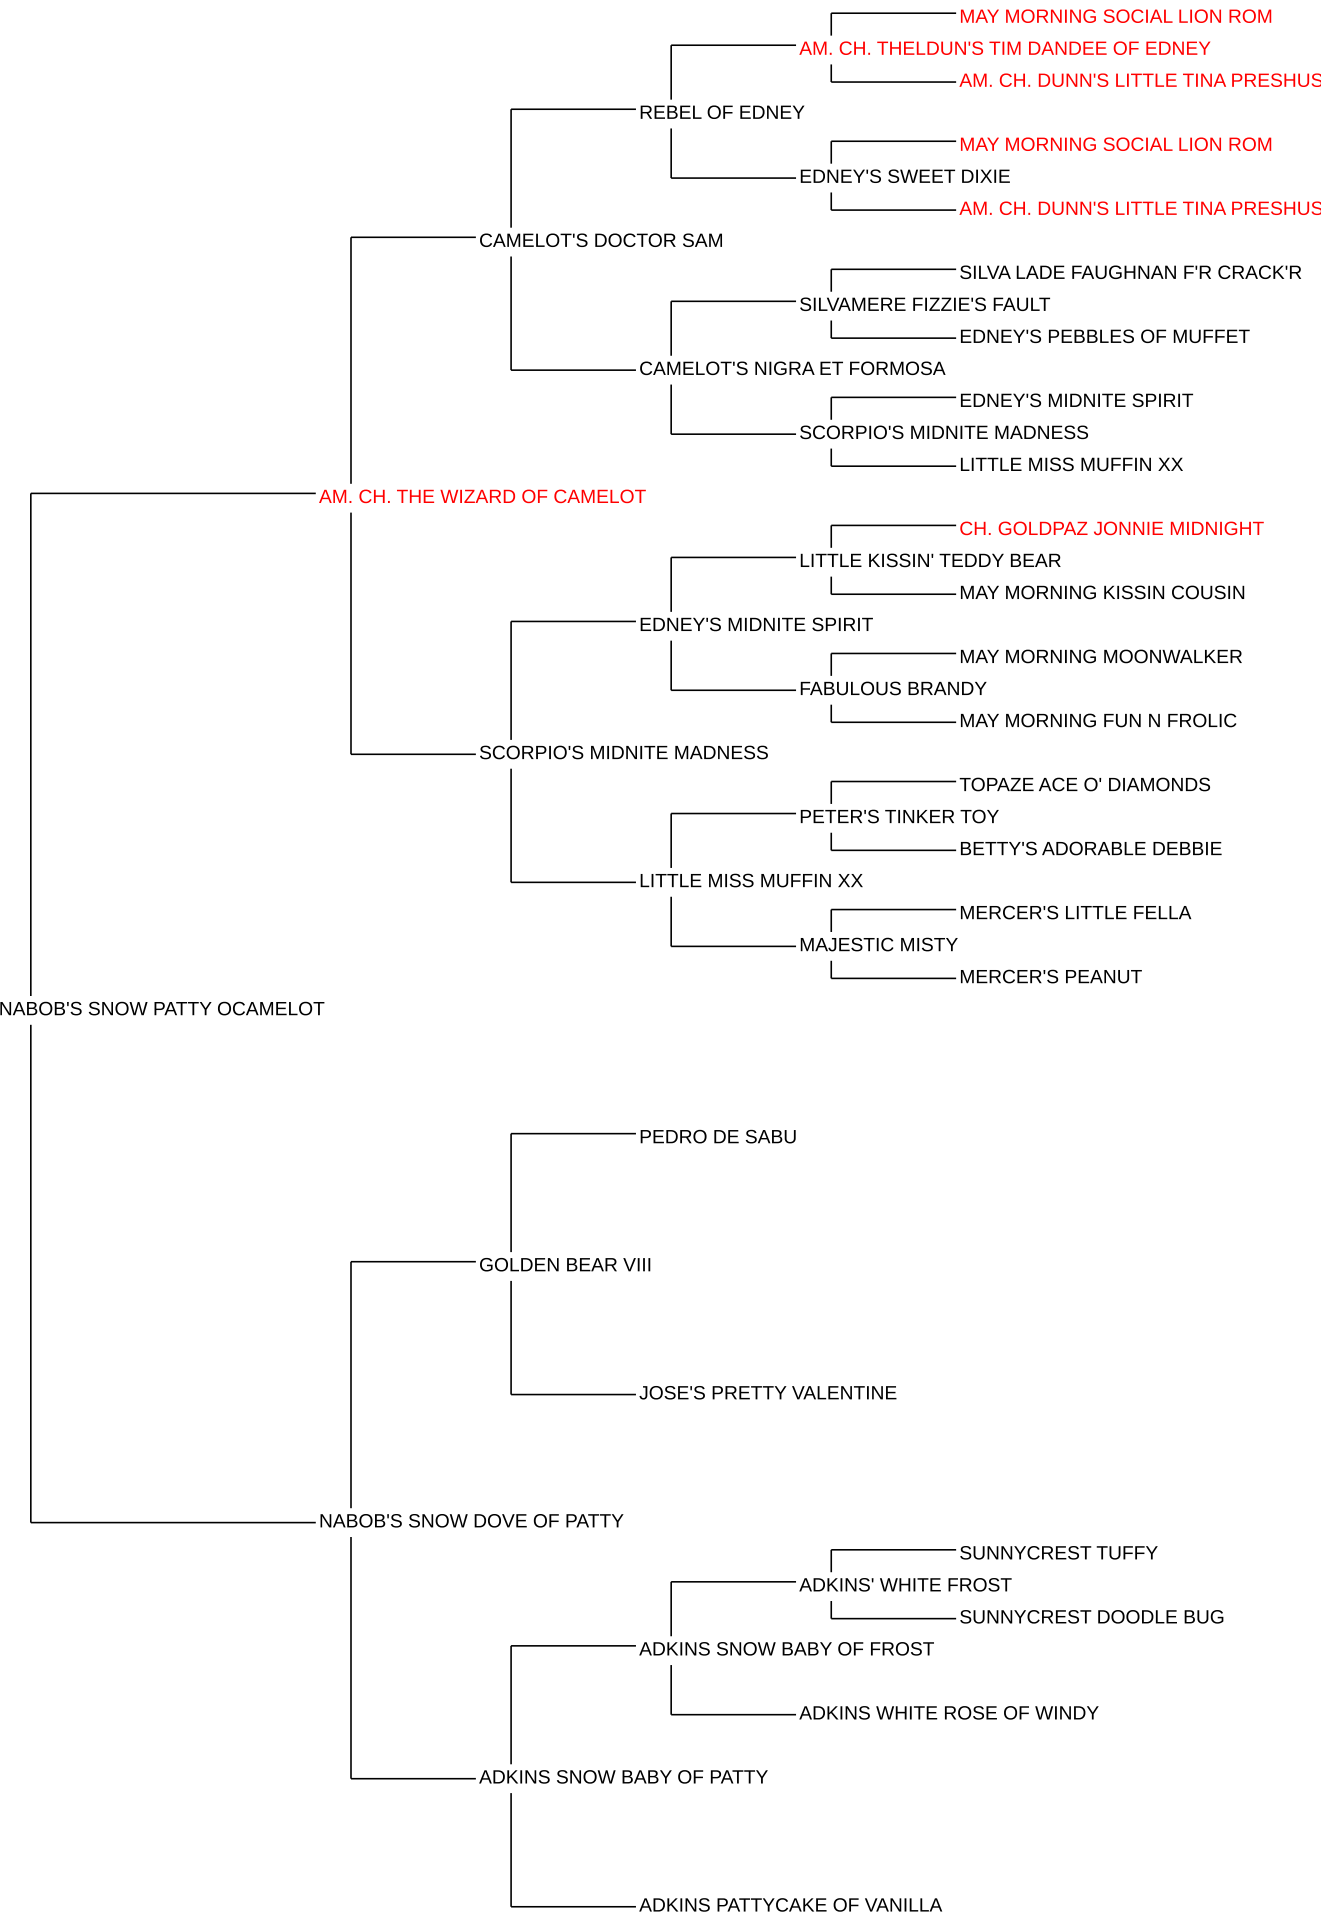 MAY MORNING SOCIAL LION ROM
AM. CH. THELDUN'S TIM DANDEE OF EDNEY
AM. CH. DUNN'S LITTLE TINA PRESHUS
REBEL OF EDNEY
MAY MORNING SOCIAL LION ROM
EDNEY'S SWEET DIXIE
AM. CH. DUNN'S LITTLE TINA PRESHUS
CAMELOT'S DOCTOR SAM
SILVA LADE FAUGHNAN F'R CRACK'R
SILVAMERE FIZZIE'S FAULT
EDNEY'S PEBBLES OF MUFFET
CAMELOT'S NIGRA ET FORMOSA
EDNEY'S MIDNITE SPIRIT
SCORPIO'S MIDNITE MADNESS
LITTLE MISS MUFFIN XX
AM. CH. THE WIZARD OF CAMELOT
CH. GOLDPAZ JONNIE MIDNIGHT
LITTLE KISSIN' TEDDY BEAR
MAY MORNING KISSIN COUSIN
EDNEY'S MIDNITE SPIRIT
MAY MORNING MOONWALKER
FABULOUS BRANDY
MAY MORNING FUN N FROLIC
SCORPIO'S MIDNITE MADNESS
TOPAZE ACE O' DIAMONDS
PETER'S TINKER TOY
BETTY'S ADORABLE DEBBIE
LITTLE MISS MUFFIN XX
MERCER'S LITTLE FELLA
MAJESTIC MISTY
MERCER'S PEANUT
NABOB'S SNOW PATTY OCAMELOT
PEDRO DE SABU
GOLDEN BEAR VIII
JOSE'S PRETTY VALENTINE
NABOB'S SNOW DOVE OF PATTY
SUNNYCREST TUFFY
ADKINS' WHITE FROST
SUNNYCREST DOODLE BUG
ADKINS SNOW BABY OF FROST
ADKINS WHITE ROSE OF WINDY
ADKINS SNOW BABY OF PATTY
ADKINS PATTYCAKE OF VANILLA